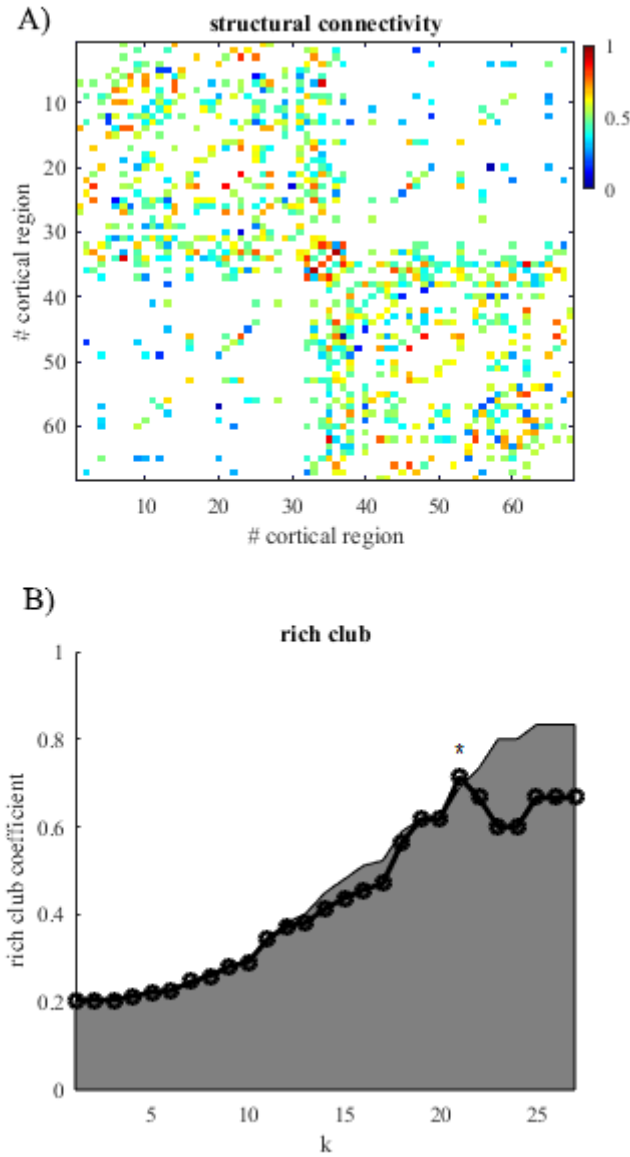 A)
structural connectivity
10
20
30
40
50
60
# cortical region
10 20 30 40 50 60
# cortical region
1
0.5
0
B)
rich club
1
0.8
0.6
0.4
0.2
0
rich club coefficient
*
5 10 15 20 25
k